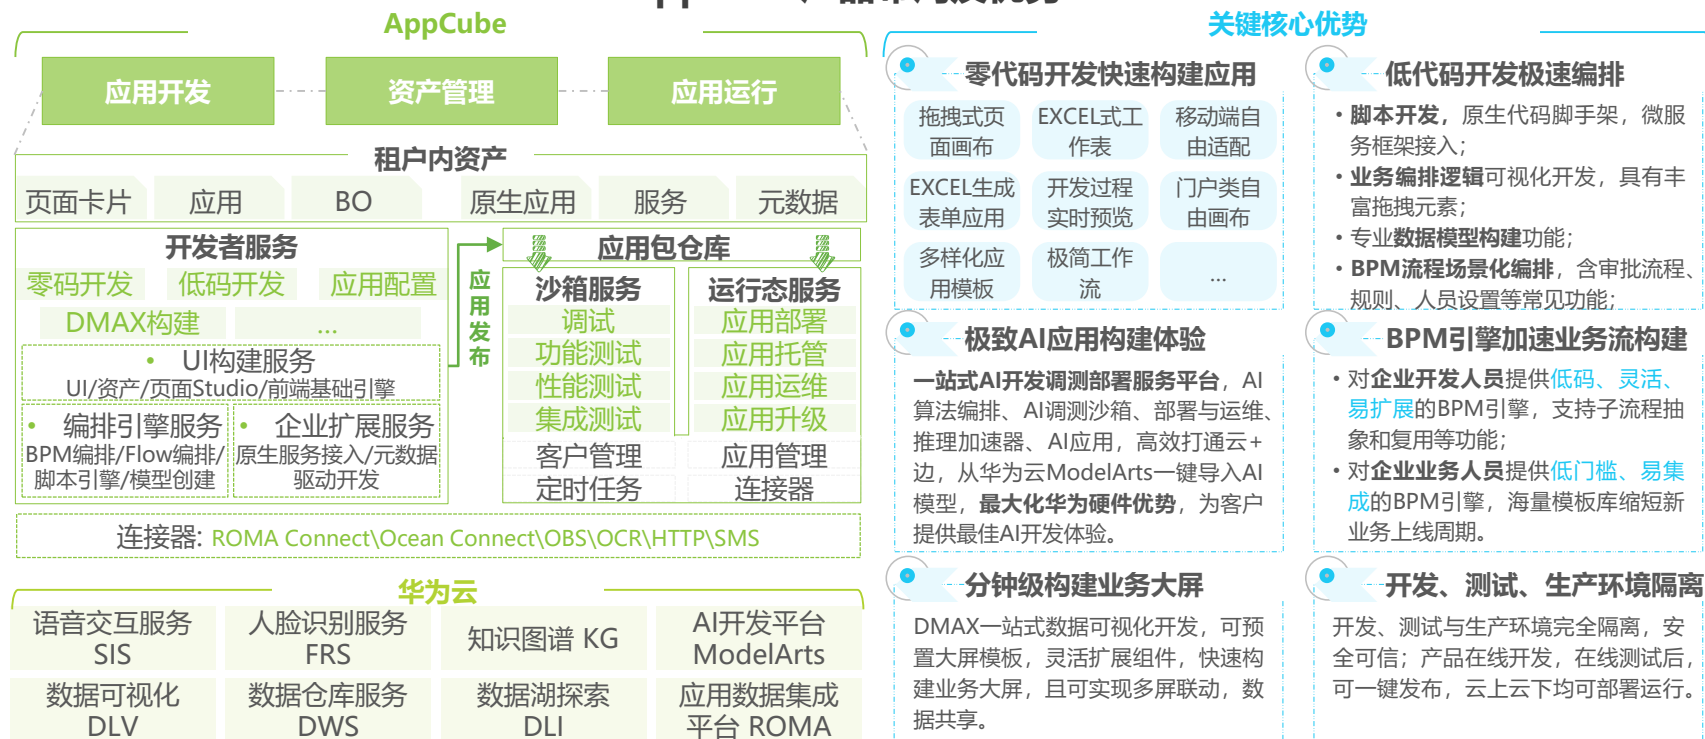 AppCube
应用开发
资产管理
应用运行
租户内资产
页面卡片
应用
BO
原生应用
服务
元数据
开发者服务
零码开发
低码开发
应用配置
DMAX构建
...
• UI构建服务
UI/资产/页面Studio/前端基础引擎
• 编排引擎服务
BPM编排/Flow编排/
脚本引擎/模型创建
• 企业扩展服务
原生服务接入/元数据
驱动开发
应用发布
应用包仓库
沙箱服务
调试
功能测试
性能测试
集成测试
运行态服务
应用部署
应用托管
应用运维
应用升级
客户管理
应用管理
定时任务
连接器
连接器: ROMA Connect\Ocean Connect\OBS\OCR\HTTP\SMS
华为云
语音交互服务
SIS
人脸识别服务
FRS
知识图谱 KG
AI开发平台
ModelArts
数据可视化
DLV
数据仓库服务
DWS
数据湖探索
DLI
应用数据集成
平台 ROMA
关键核心优势
零代码开发快速构建应用
拖拽式页
面画布
EXCEL式工
作表
移动端自
由适配
EXCEL生成
表单应用
开发过程
实时预览
门户类自
由画布
多样化应
用模板
极简工作
流
...
低代码开发极速编排
• 脚本开发，原生代码脚手架，微服
务框架接入；
• 业务编排逻辑可视化开发，具有丰
富拖拽元素；
• 专业数据模型构建功能；
• BPM流程场景化编排，含审批流程、
规则、人员设置等常见功能；
极致AI应用构建体验
一站式AI开发调测部署服务平台，AI
算法编排、AI调测沙箱、部署与运维、
推理加速器、AI应用，高效打通云+
边，从华为云ModelArts一键导入AI
模型，最大化华为硬件优势，为客户
提供最佳AI开发体验。
BPM引擎加速业务流构建
• 对企业开发人员提供低码、灵活、
易扩展的BPM引擎，支持子流程抽
象和复用等功能；
• 对企业业务人员提供低门槛、易集
成的BPM引擎，海量模板库缩短新
业务上线周期。
分钟级构建业务大屏
DMAX一站式数据可视化开发，可预
置大屏模板，灵活扩展组件，快速构
建业务大屏，且可实现多屏联动，数
据共享。
开发、测试、生产环境隔离
开发、测试与生产环境完全隔离，安
全可信；产品在线开发，在线测试后，
可一键发布，云上云下均可部署运行。